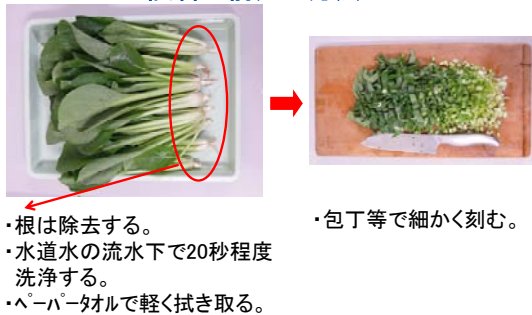 ・根は除去する。
・水道水の流水下で20秒程度
洗浄する。
・ﾍﾟｰﾊﾟｰﾀｵﾙで軽く拭き取る。
・包丁等で細かく刻む。